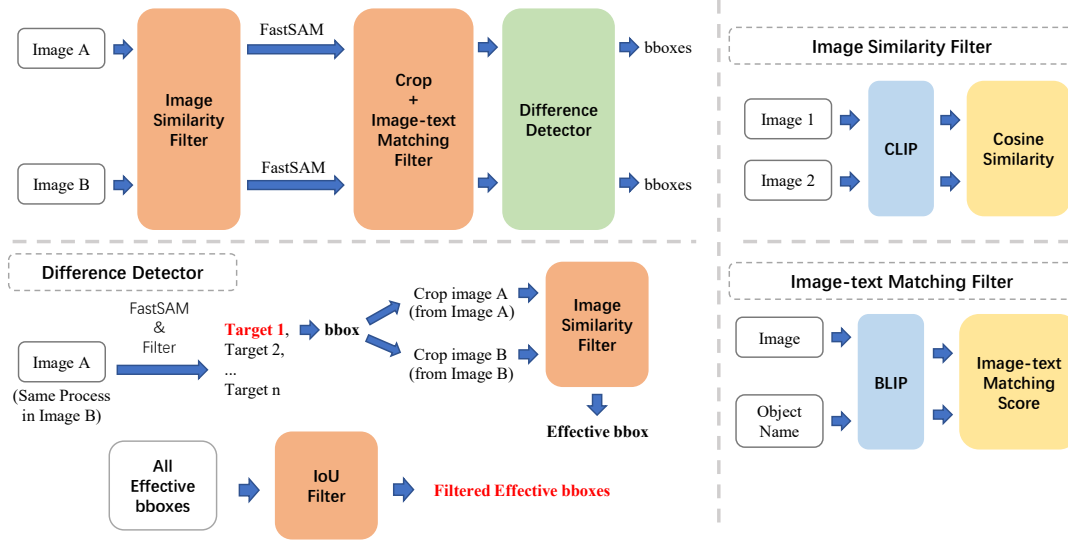 Image A
Image
Similarity
Filter
FastSAM
Crop
+
Image-text
Matching
Filter
Difference
Detector
bboxes
Image B
FastSAM
bboxes
Image Similarity Filter
Image 1
Image 2
CLIP
Cosine
Similarity
Difference Detector
FastSAM
&
Filter
Image A
(Same Process
in Image B)
Target 1,
Target 2,
...
Target n
bbox
Crop image A
(from Image A)
Crop image B
(from Image B)
Image
Similarity
Filter
Effective bbox
All
Effective
bboxes
IoU
Filter
Filtered Effective bboxes
Image-text Matching Filter
Image
Object
Name
BLIP
Image-text
Matching
Score